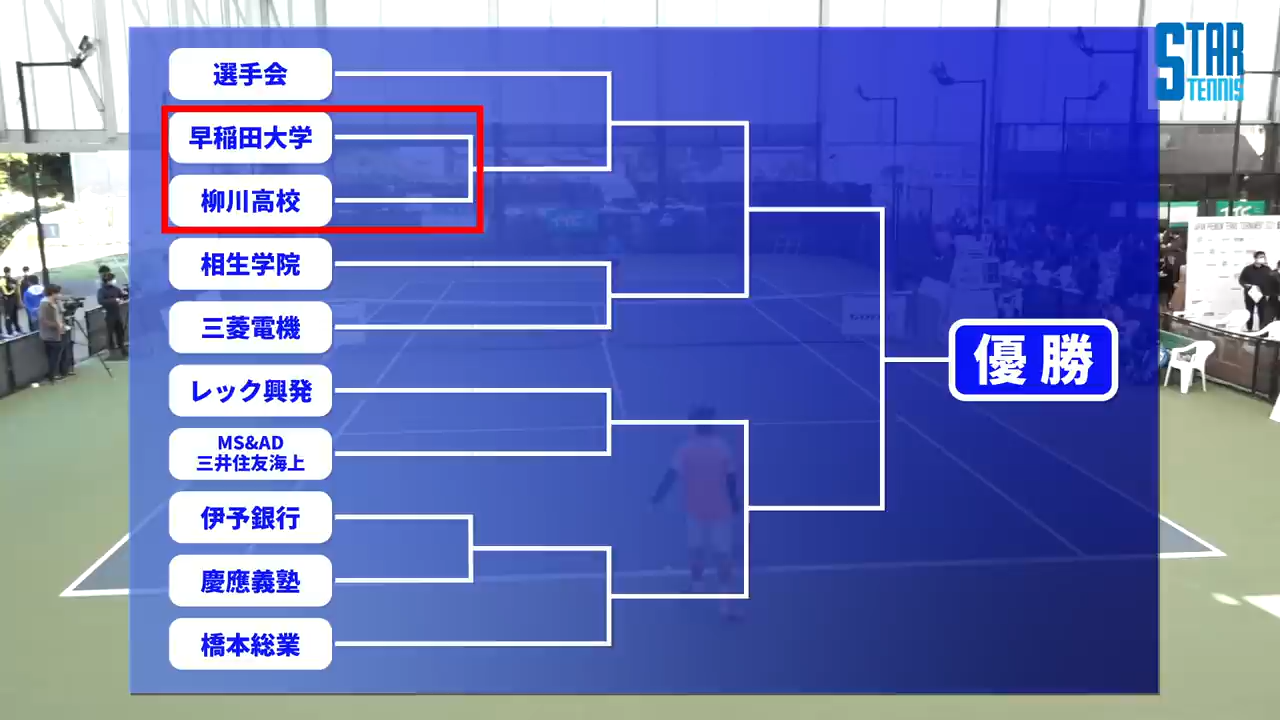 STAR
TENNIS
選手会
早稲田大学
柳川高校
相生学院
三菱電機
レック興発
MS&AD
三井住友海上
伊予銀行
慶應義塾
橋本総業
優勝